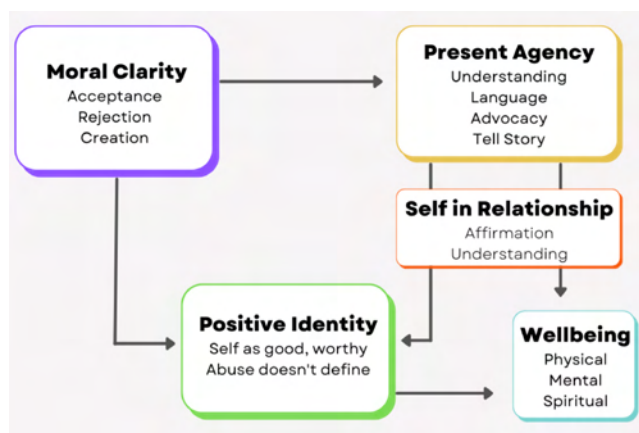 Moral Clarity
Acceptance
Rejection
Creation
Present Agency
Understanding
Language
Advocacy
Tell Story
Self in Relationship
Affirmation
Understanding
Positive Identity
Self as good, worthy
Abuse doesn't define
Wellbeing
Physical
Mental
Spiritual